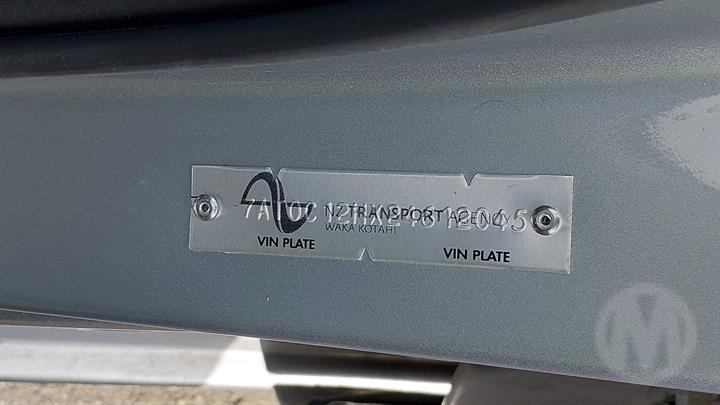 NZ TRANSPORT AGENCY
WAKA KOTAHI
VIN PLATE
VIN PLATE
M